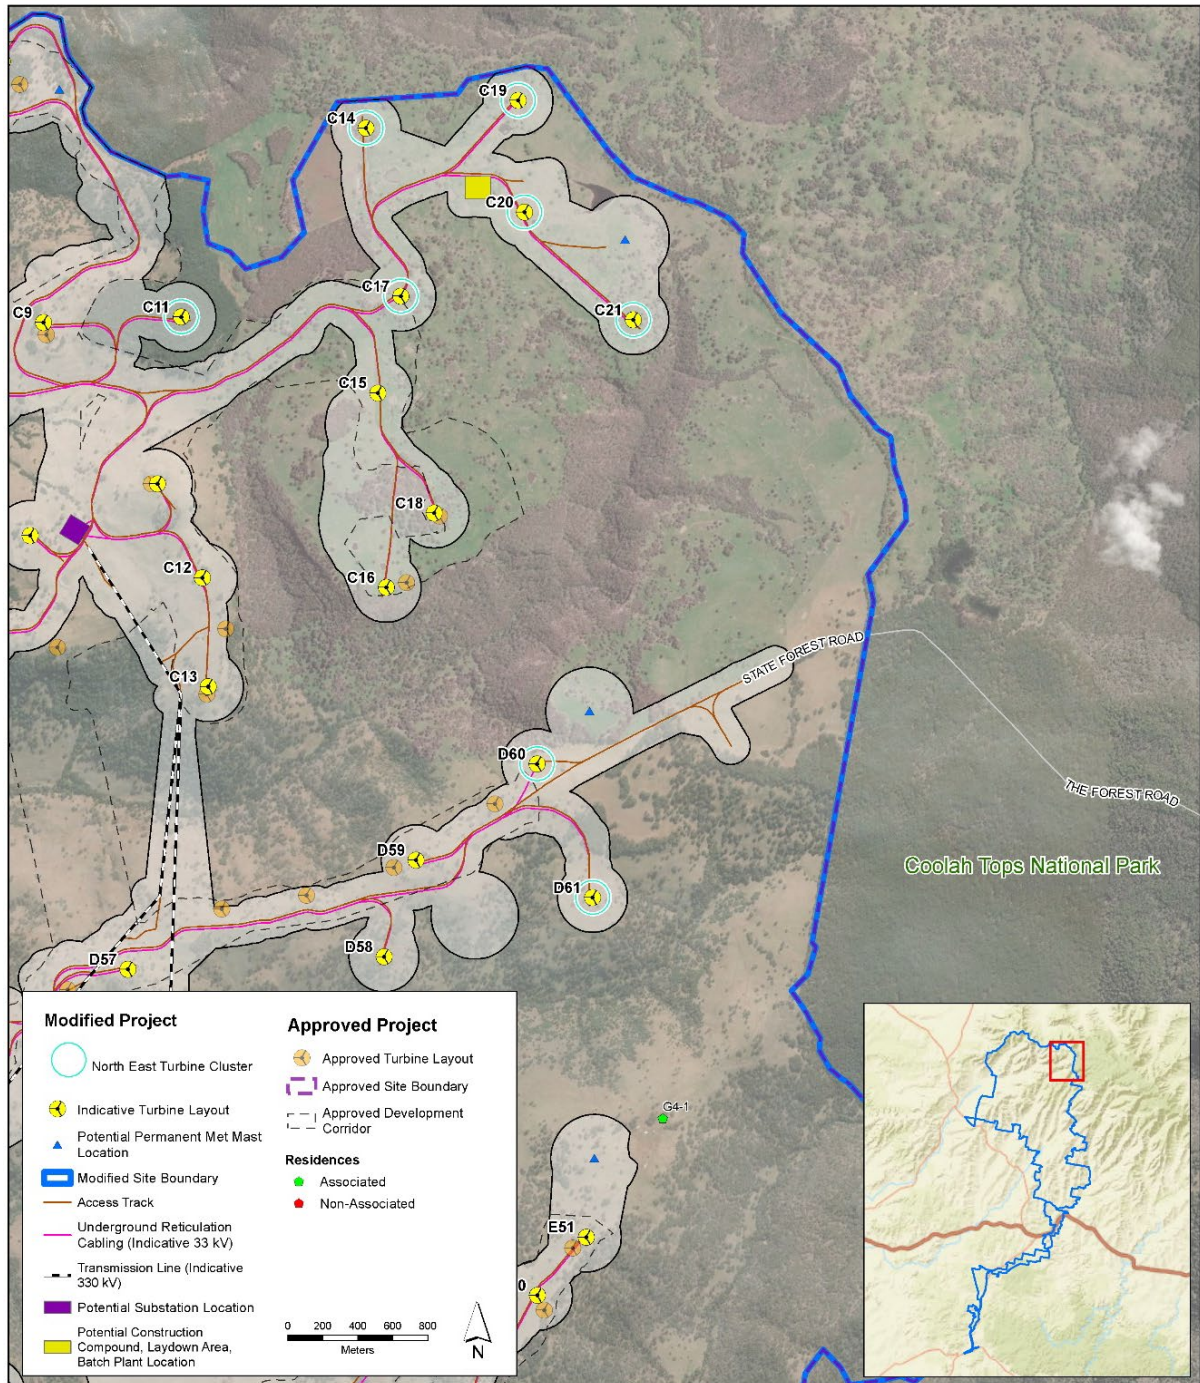 C19
C14
C20
C17
C11
C9
C21
C15
C18
C16
C12
C13
STATE FOREST ROAD
D60
THE FOREST ROAD
D59
Coolah Tops National Park
D61
D58
D57
G4-1
E51
0
Modified Project
North East Turbine Cluster
Indicative Turbine Layout
Potential Permanent Met Mast
Location
Modified Site Boundary
Access Track
Underground Reticulation
Cabling (Indicative 33 kV)
Transmission Line (Indicative
330 kV)
Potential Substation Location
Potential Construction
Compound, Laydown Area,
Batch Plant Location
Approved Project
Approved Turbine Layout
Approved Site Boundary
Approved Development
Corridor
Residences
Associated
Non-Associated
0 200 400 600 800
Meters
N